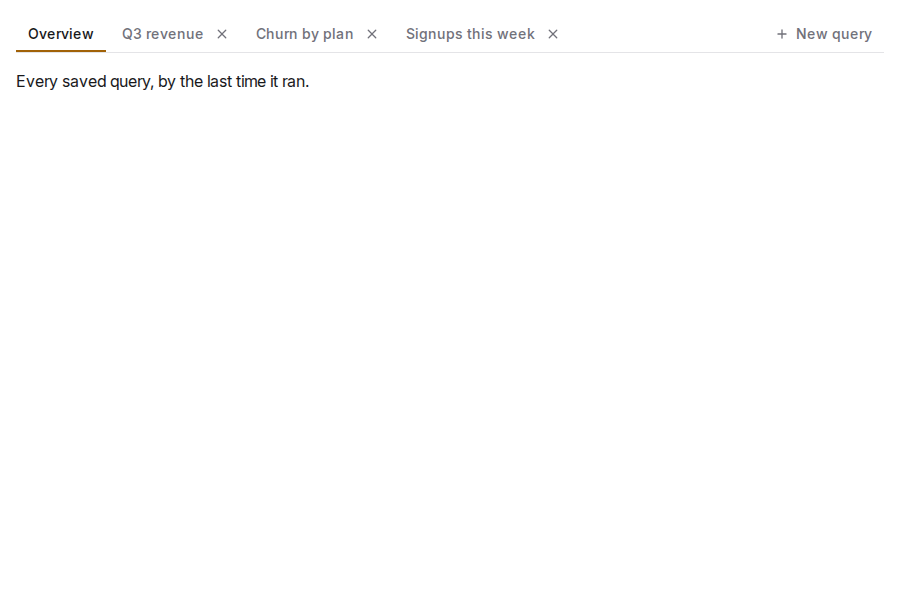 Overview Q3 revenue Churn by plan Signups this week New query
Every saved query, by the last time it ran.